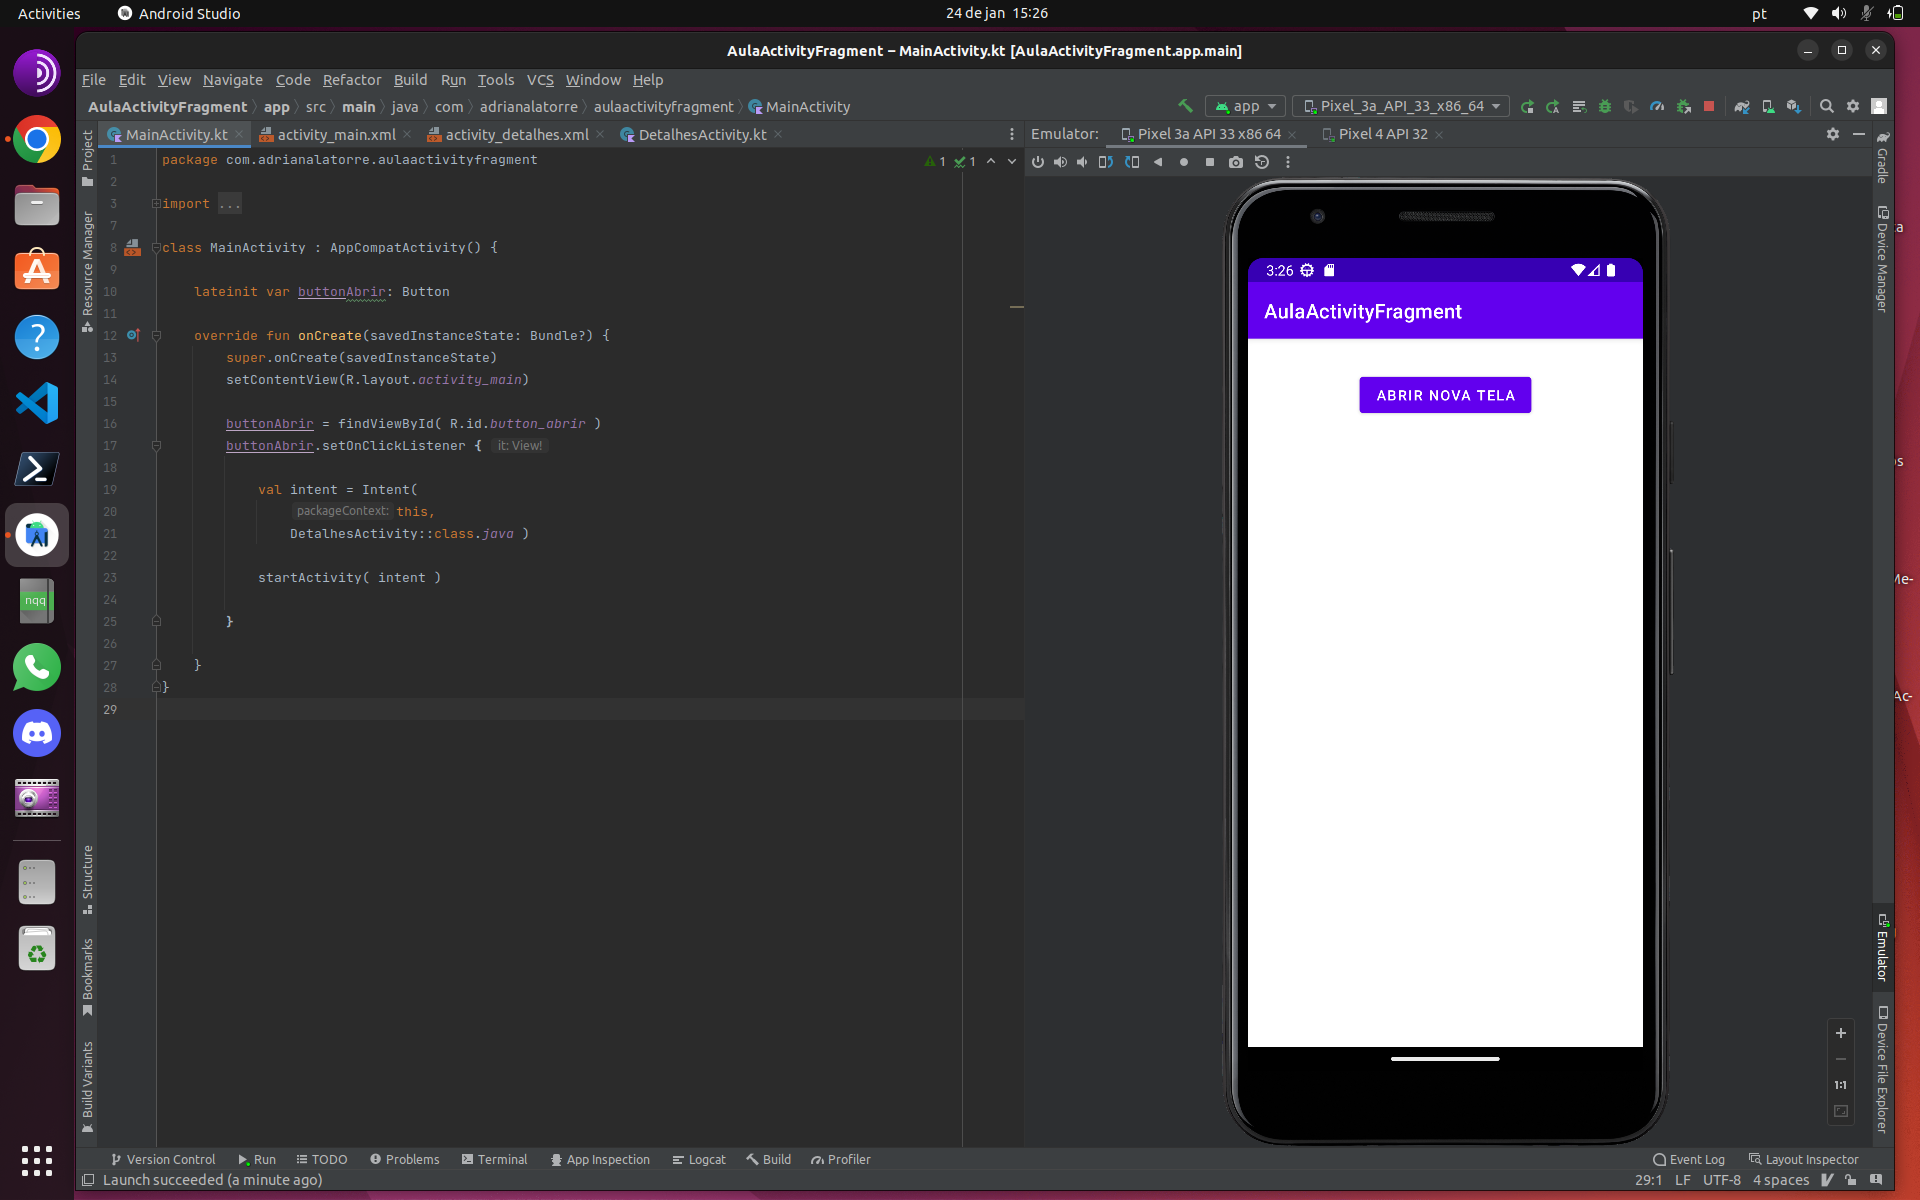 Activities Android Studio 24 de jan 15:26 pt
AulaActivityFragment – MainActivity.kt [AulaActivityFragment.app.main]
File Edit View Navigate Code Refactor Build Run Tools VCS Window Help
AulaActivityFragment app src main java com adrianalatorre aulaactivityfragment MainActivity app Pixel_3a_API_33_x86_64
MainActivity.kt activity_main.xml activity_detalhes.xml DetalhesActivity.kt Emulator: Pixel 3a API 33 x86 64 Pixel 4 API 32
Project
Resource Manager
Structure
Bookmarks
Build Variants
1 package com.adrianalatorre.aulaactivityfragment 1 1
2
3 import ...
7
8 class MainActivity : AppCompatActivity() {
9
10 lateinit var buttonAbrir: Button
11
12 override fun onCreate(savedInstanceState: Bundle?) {
13 super.onCreate(savedInstanceState)
14 setContentView(R.layout.activity_main)
15
16 buttonAbrir = findViewById( R.id.button_abrir )
17 buttonAbrir.setOnClickListener { it: View!
18
19 val intent = Intent(
20 packageContext: this,
21 DetalhesActivity::class.java )
22
23 startActivity( intent )
24
25 }
26
27 }
28 }
29
3:26
AulaActivityFragment
ABRIR NOVA TELA
1:1
Gradle
Device Manager
Emulator
Device File Explorer
nqq
Version Control Run TODO Problems Terminal App Inspection Logcat Build Profiler Event Log Layout Inspector
Launch succeeded (a minute ago) 29:1 LF UTF-8 4 spaces